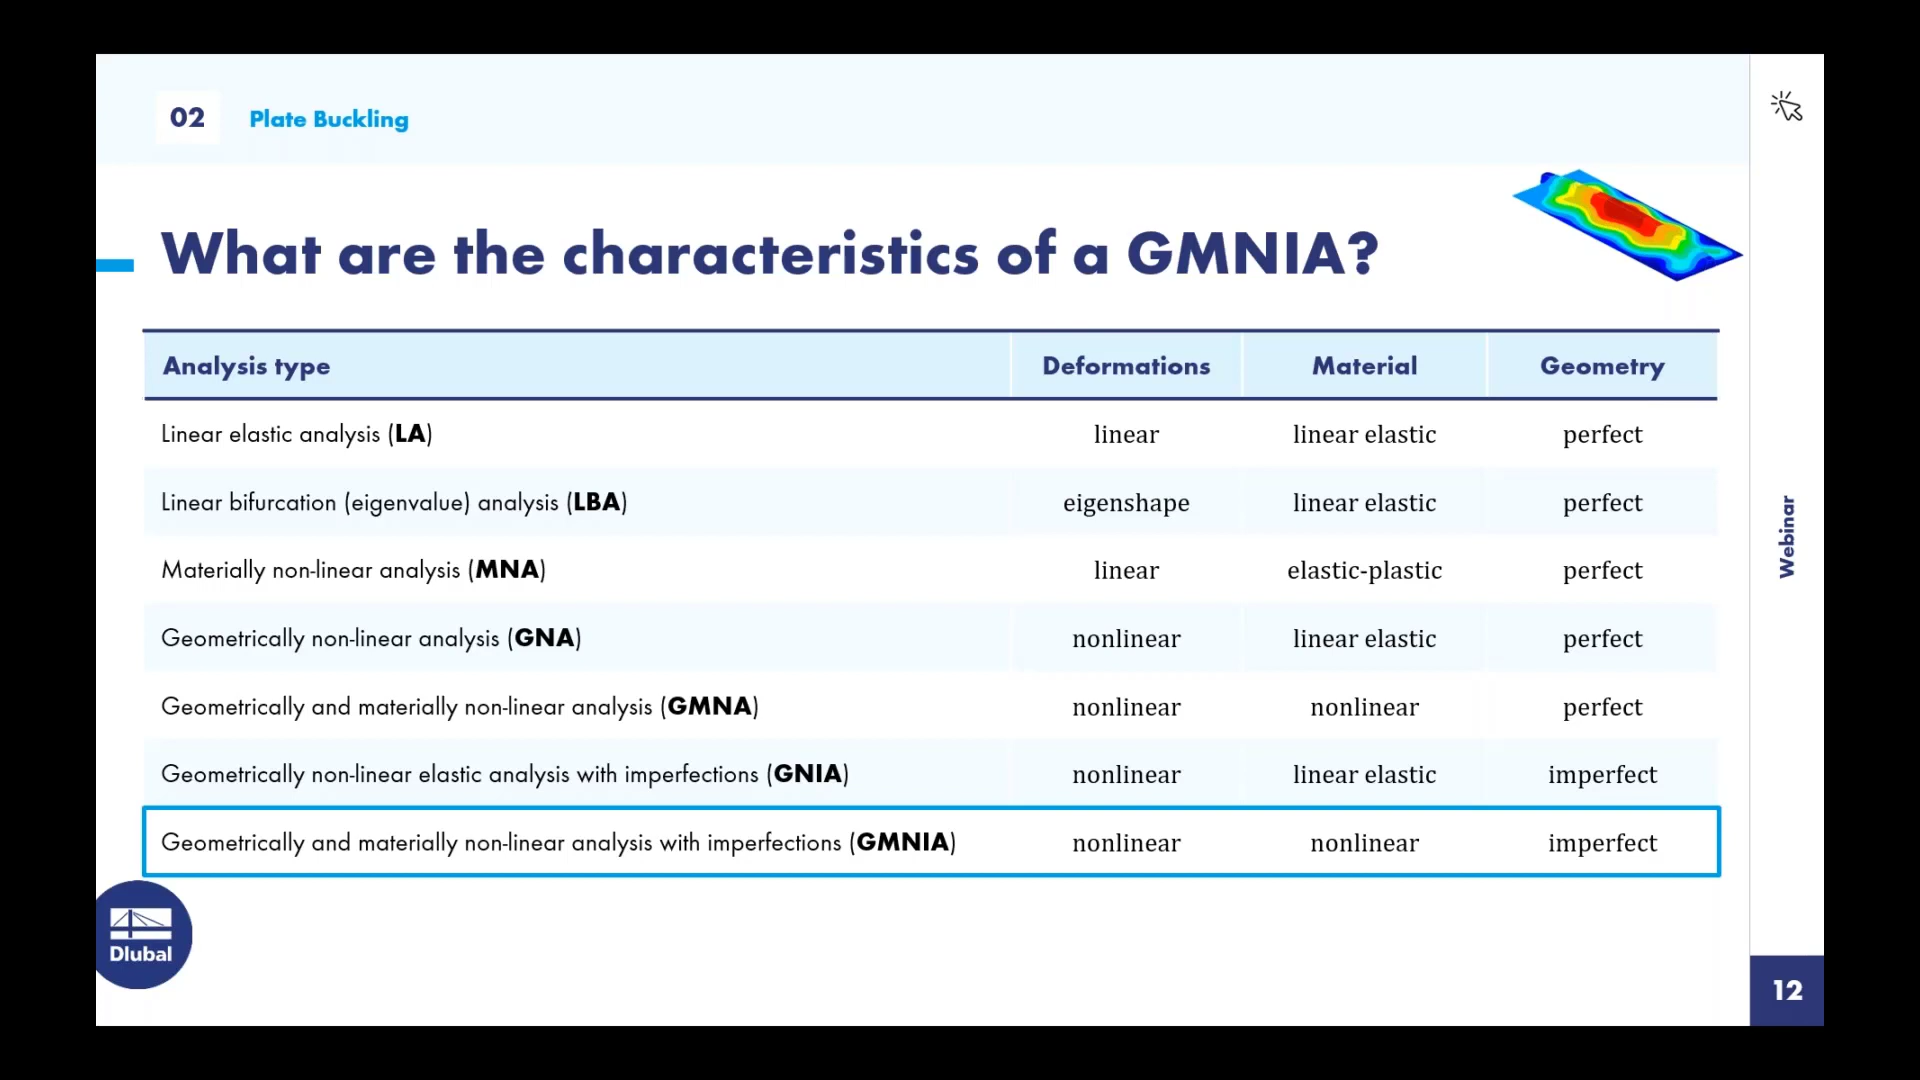 02 Plate Buckling
What are the characteristics of a GMNIA?
Analysis type Deformations Material Geometry
Linear elastic analysis (LA) linear linear elastic perfect
Linear bifurcation (eigenvalue) analysis (LBA) eigenshape linear elastic perfect
Materially non-linear analysis (MNA) linear elastic-plastic perfect
Geometrically non-linear analysis (GNA) nonlinear linear elastic perfect
Geometrically and materially non-linear analysis (GMNA) nonlinear nonlinear perfect
Geometrically non-linear elastic analysis with imperfections (GNIA) nonlinear linear elastic imperfect
Geometrically and materially non-linear analysis with imperfections (GMNIA) nonlinear nonlinear imperfect
Dlubal
Webinar
12